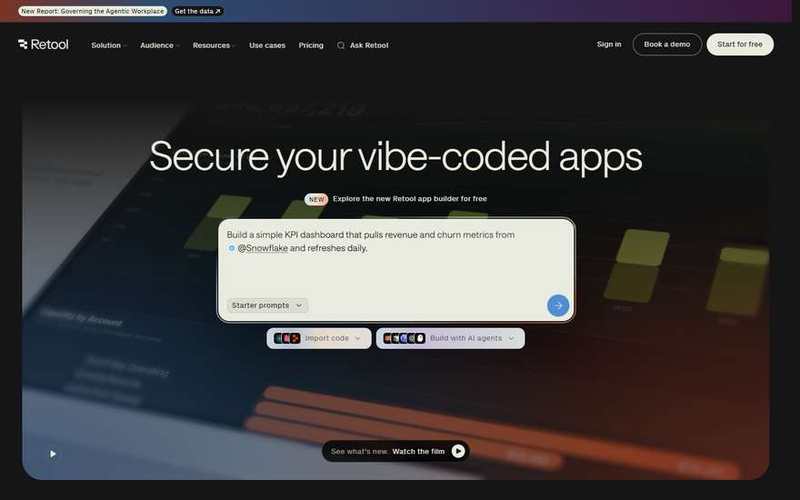 New Report: Governing the Agentic Workplace
Get the data
Retool
Solution
Audience
Resources
Use cases
Pricing
Ask Retool
Sign in
Book a demo
Start for free
Secure your vibe-coded apps
NEW
Explore the new Retool app builder for free
Build a simple KPI dashboard that pulls revenue and churn metrics from
@Snowflake and refreshes daily.
Starter prompts
Import code
Build with AI agents
Identity by Account
See what's new. Watch the film